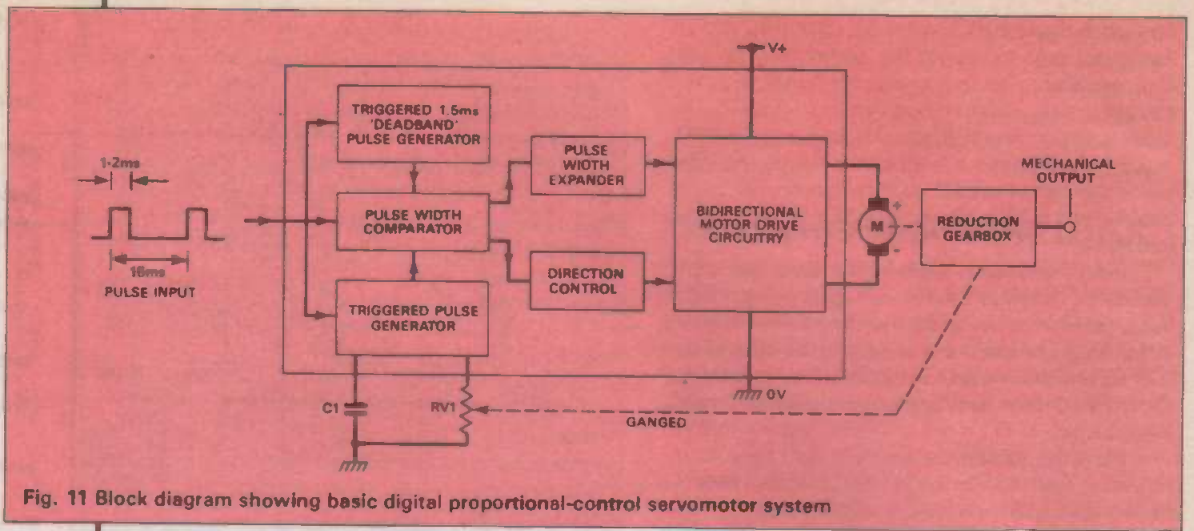 V+
TRIGGERED 1.5ms
'DEADBAND'
PULSE GENERATOR
1-2ms
16ms
PULSE INPUT
PULSE WIDTH
COMPARATOR
TRIGGERED PULSE
GENERATOR
PULSE
WIDTH
EXPANDER
DIRECTION
CONTROL
BIDIRECTIONAL
MOTOR DRIVE
CIRCUITRY
+
M
-
REDUCTION
GEARBOX
MECHANICAL
OUTPUT
C1
RV1
0V
GANGED
Fig. 11 Block diagram showing basic digital proportional-control servomotor system